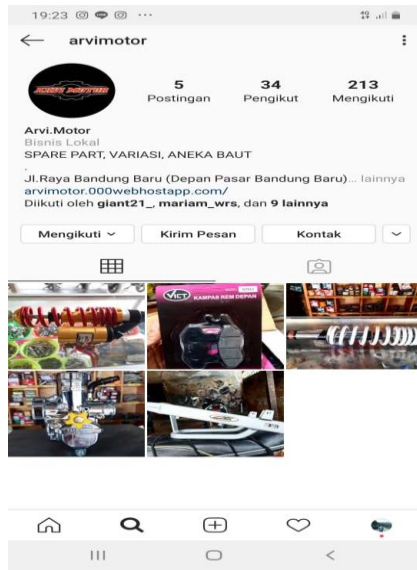 19:23
arvimotor
ARVI MOTOR
5 34 213
Postingan Pengikut Mengikuti
Arvi.Motor
Bisnis Lokal
SPARE PART, VARIASI, ANEKA BAUT
.
Jl.Raya Bandung Baru (Depan Pasar Bandung Baru)... lainnya
arvimotor.000webhostapp.com/
Diikuti oleh giant21_, mariam_wrs, dan 9 lainnya
Mengikuti Kirim Pesan Kontak
VICT KAMPAS REM DEPAN